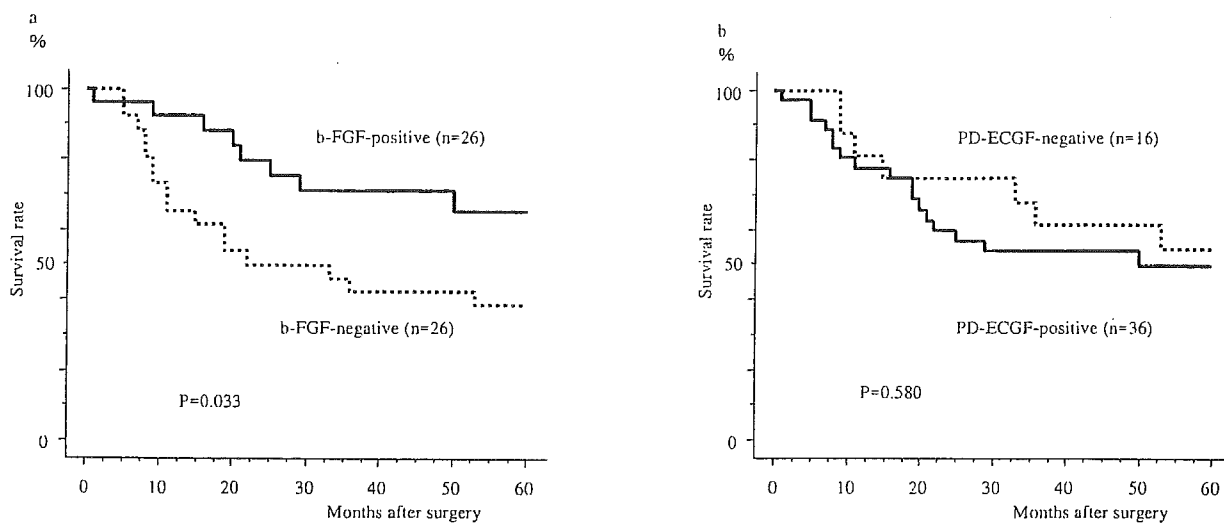 a
%
100
50
0
Survival rate
b-FGF-positive (n=26)
b-FGF-negative (n=26)
P=0.033
0 10 20 30 40 50 60
Months after surgery
b
%
100
50
0
Survival rate
PD-ECGF-negative (n=16)
PD-ECGF-positive (n=36)
P=0.580
0 10 20 30 40 50 60
Months after surgery